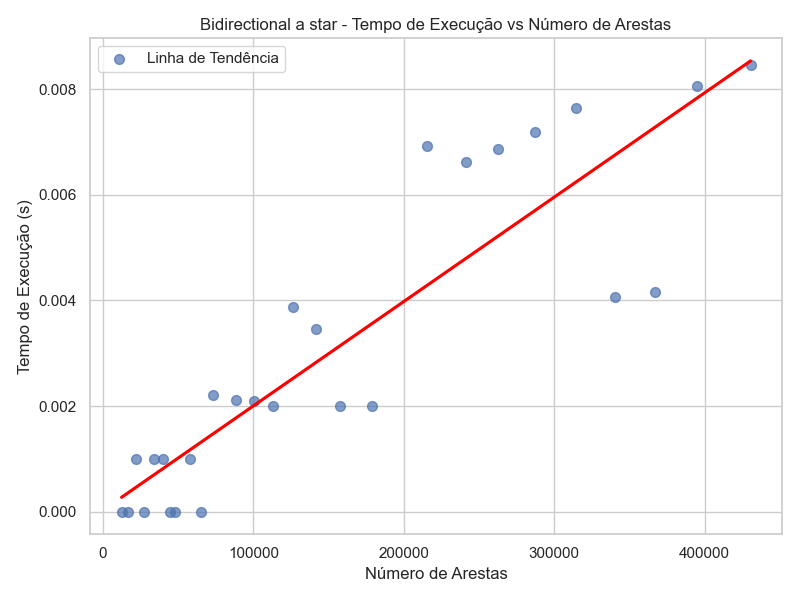 Bidirectional a star - Tempo de Execução vs Número de Arestas
Linha de Tendência
0.008
0.006
0.004
0.002
0.000
Tempo de Execução (s)
0
100000
200000
300000
400000
Número de Arestas